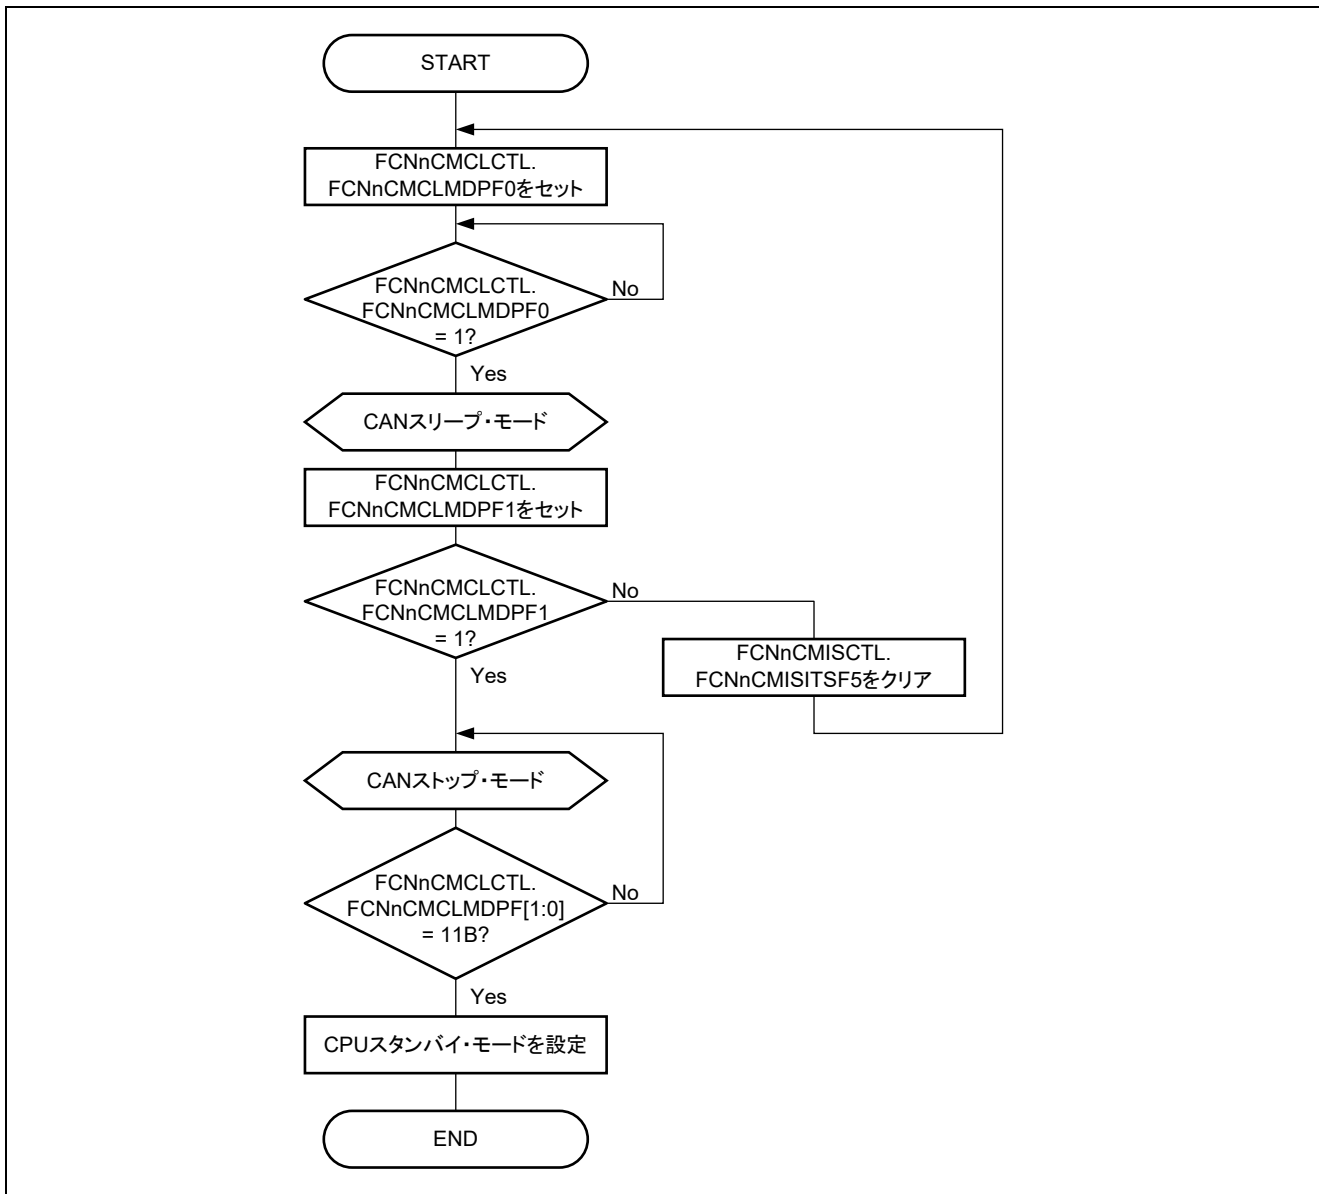 START
FCNnCMCLCTL.
FCNnCMCLMDPF0をセット
FCNnCMCLCTL.
FCNnCMCLMDPF0
= 1?
No
Yes
CANスリープ・モード
FCNnCMCLCTL.
FCNnCMCLMDPF1をセット
FCNnCMCLCTL.
FCNnCMCLMDPF1
= 1?
No
Yes
FCNnCMISCTL.
FCNnCMISITSF5をクリア
CANストップ・モード
FCNnCMCLCTL.
FCNnCMCLMDPF[1:0]
= 11B?
No
Yes
CPUスタンバイ・モードを設定
END